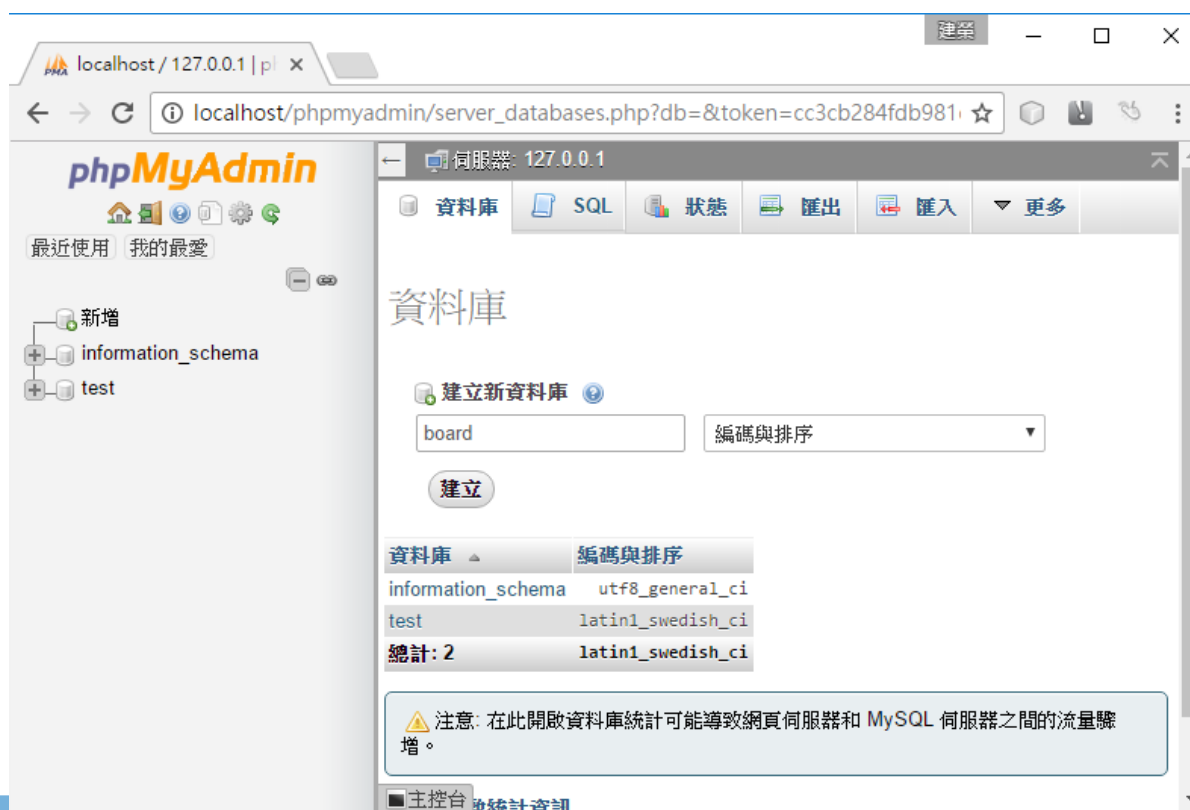 建榮
localhost / 127.0.0.1 | pl
localhost/phpmyadmin/server_databases.php?db=&token=cc3cb284fdb981
phpMyAdmin
PMA
最近使用 我的最愛
新增
information_schema
test
伺服器: 127.0.0.1
資料庫 SQL 狀態 匯出 匯入 更多
資料庫
建立新資料庫
board 編碼與排序
建立
資料庫 編碼與排序
information_schema utf8_general_ci
test latin1_swedish_ci
總計: 2 latin1_swedish_ci
注意: 在此開啟資料庫統計可能導致網頁伺服器和 MySQL 伺服器之間的流量驟
增。
主控台
統計資訊